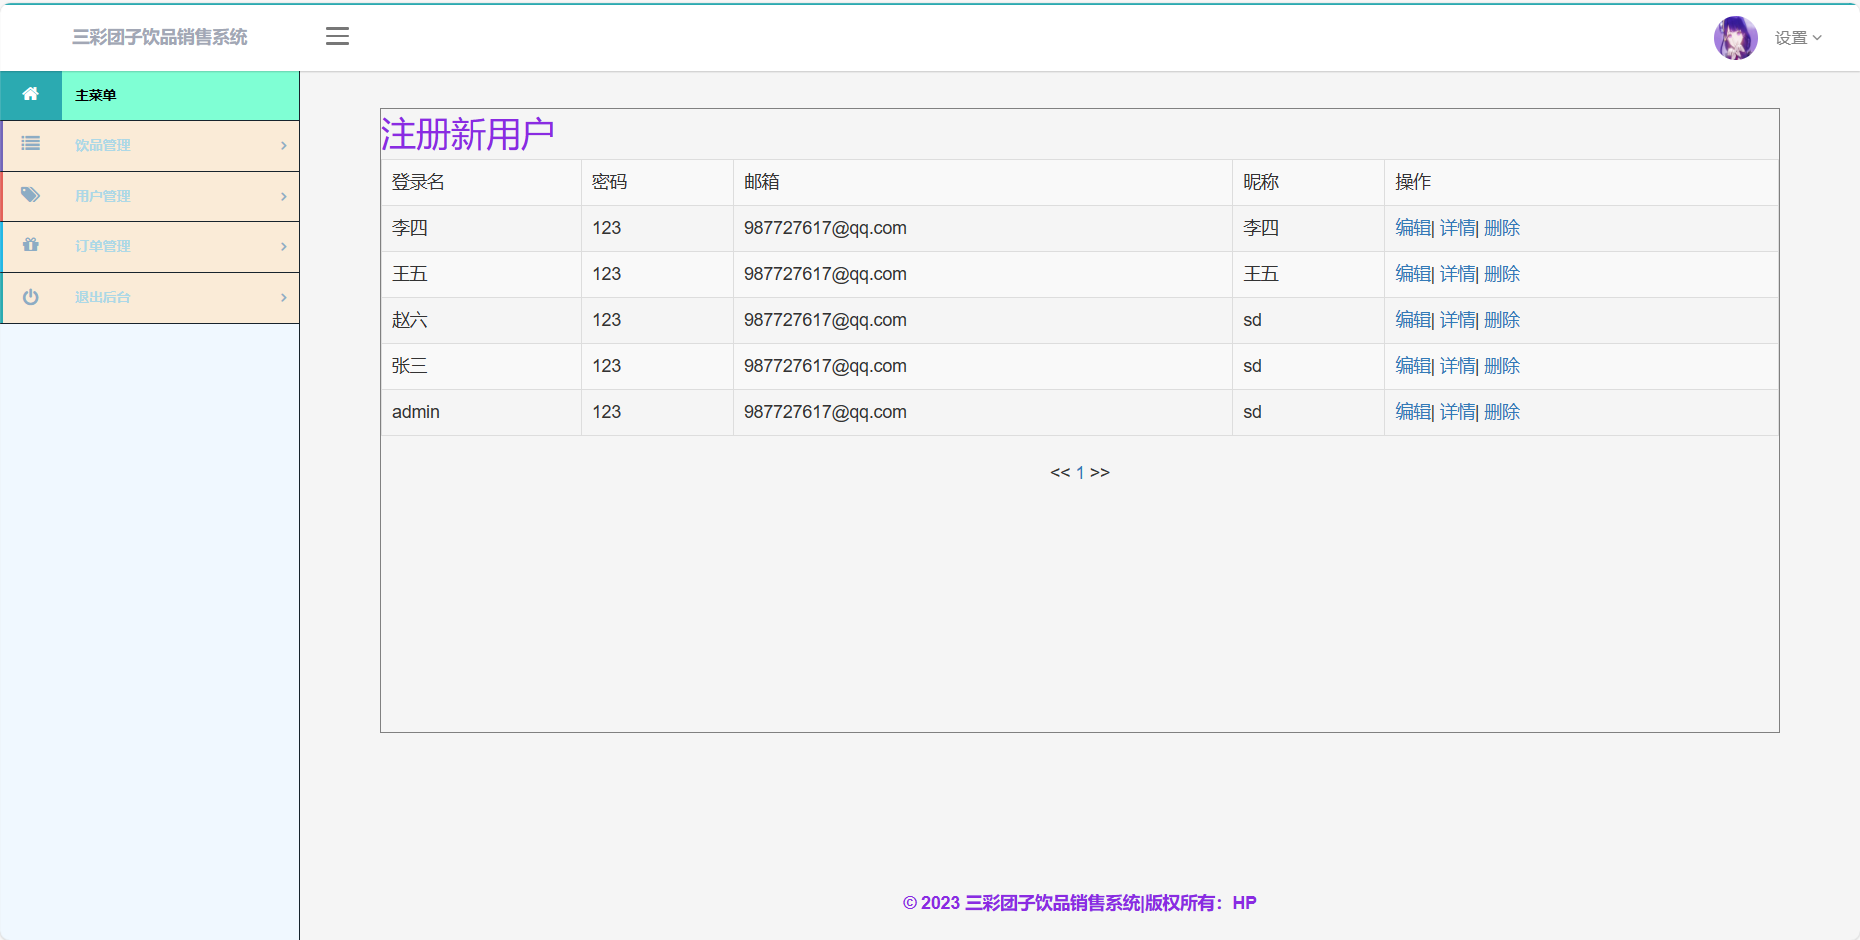 三彩团子饮品销售系统
设置
主菜单
饮品管理
用户管理
订单管理
退出后台
注册新用户
登录名 密码 邮箱 昵称 操作
李四 123 987727617@qq.com 李四 编辑| 详情| 删除
王五 123 987727617@qq.com 王五 编辑| 详情| 删除
赵六 123 987727617@qq.com sd 编辑| 详情| 删除
张三 123 987727617@qq.com sd 编辑| 详情| 删除
admin 123 987727617@qq.com sd 编辑| 详情| 删除
<< 1 >>
© 2023 三彩团子饮品销售系统|版权所有：HP